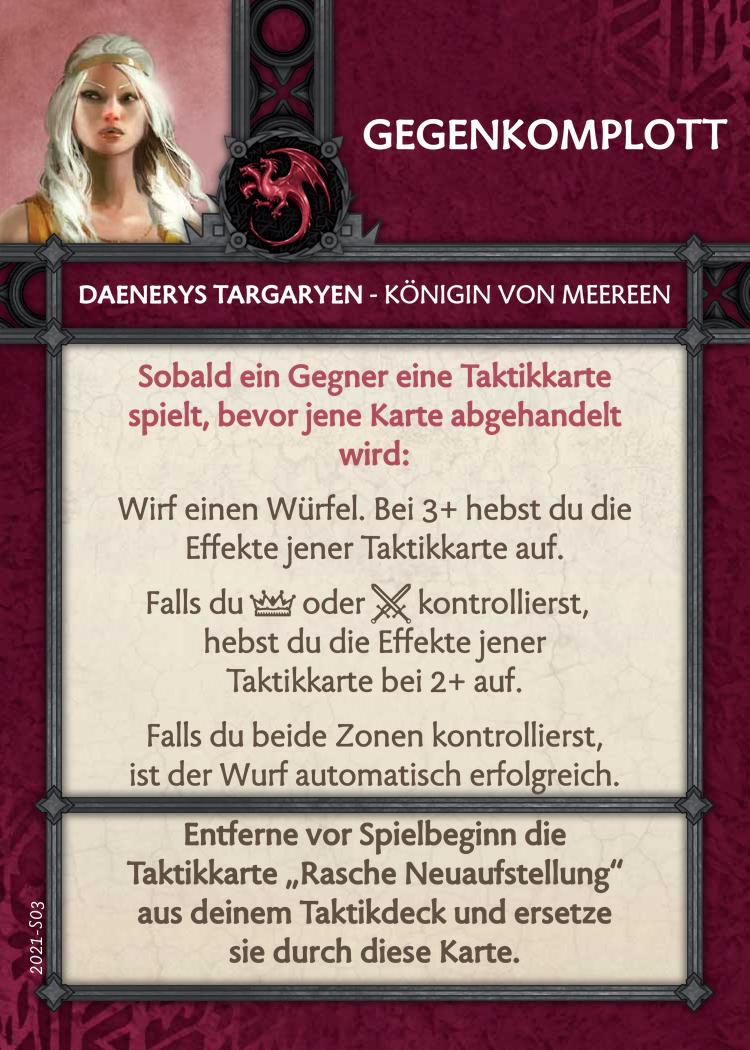 GEGENKOMPLOTT
DAENERYS TARGARYEN - KÖNIGIN VON MEEREEN
Sobald ein Gegner eine Taktikkarte
spielt, bevor jene Karte abgehandelt
wird:
Wirf einen Würfel. Bei 3+ hebst du die
Effekte jener Taktikkarte auf.
Falls du oder kontrollierst,
hebst du die Effekte jener
Taktikkarte bei 2+ auf.
Falls du beide Zonen kontrollierst,
ist der Wurf automatisch erfolgreich.
Entferne vor Spielbeginn die
Taktikkarte „Rasche Neuaufstellung“
aus deinem Taktikdeck und ersetze
sie durch diese Karte.
2021-S03